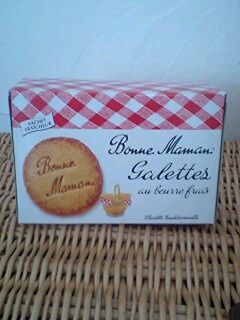 SACHET
FRAÎCHEUR
Bonne
Maman
Bonne Maman
Galettes
au beurre frais
Recette Traditionnelle